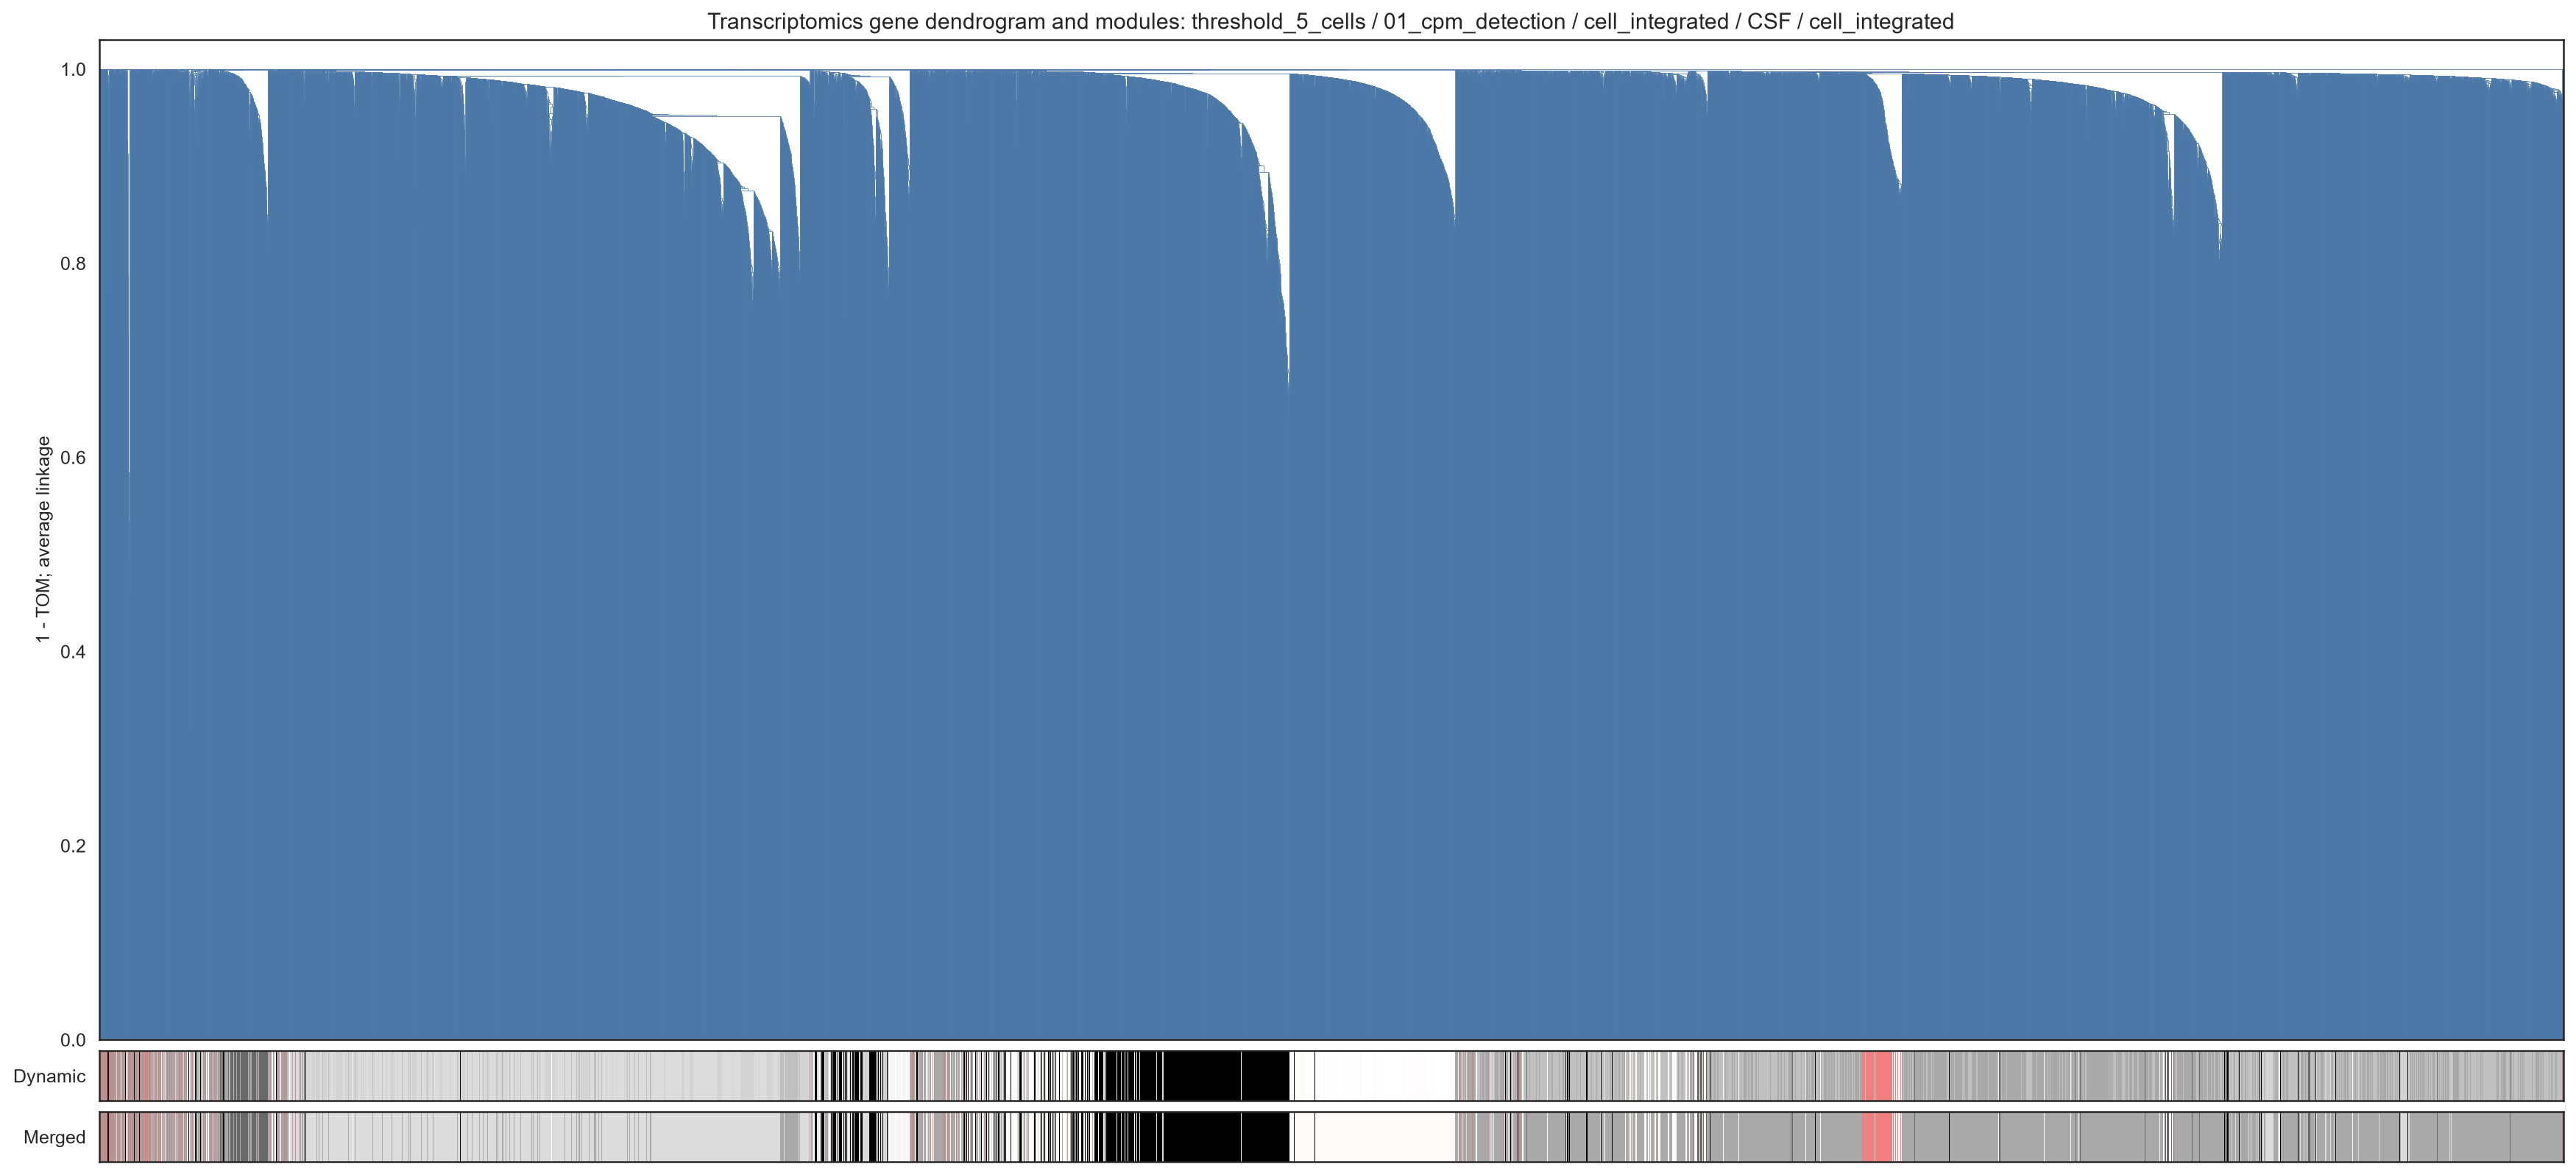 Transcriptomics gene dendrogram and modules: threshold_5_cells / 01_cpm_detection / cell_integrated / CSF / cell_integrated
1.0
0.8
0.6
0.4
0.2
0.0
1 - TOM; average linkage
Dynamic
Merged